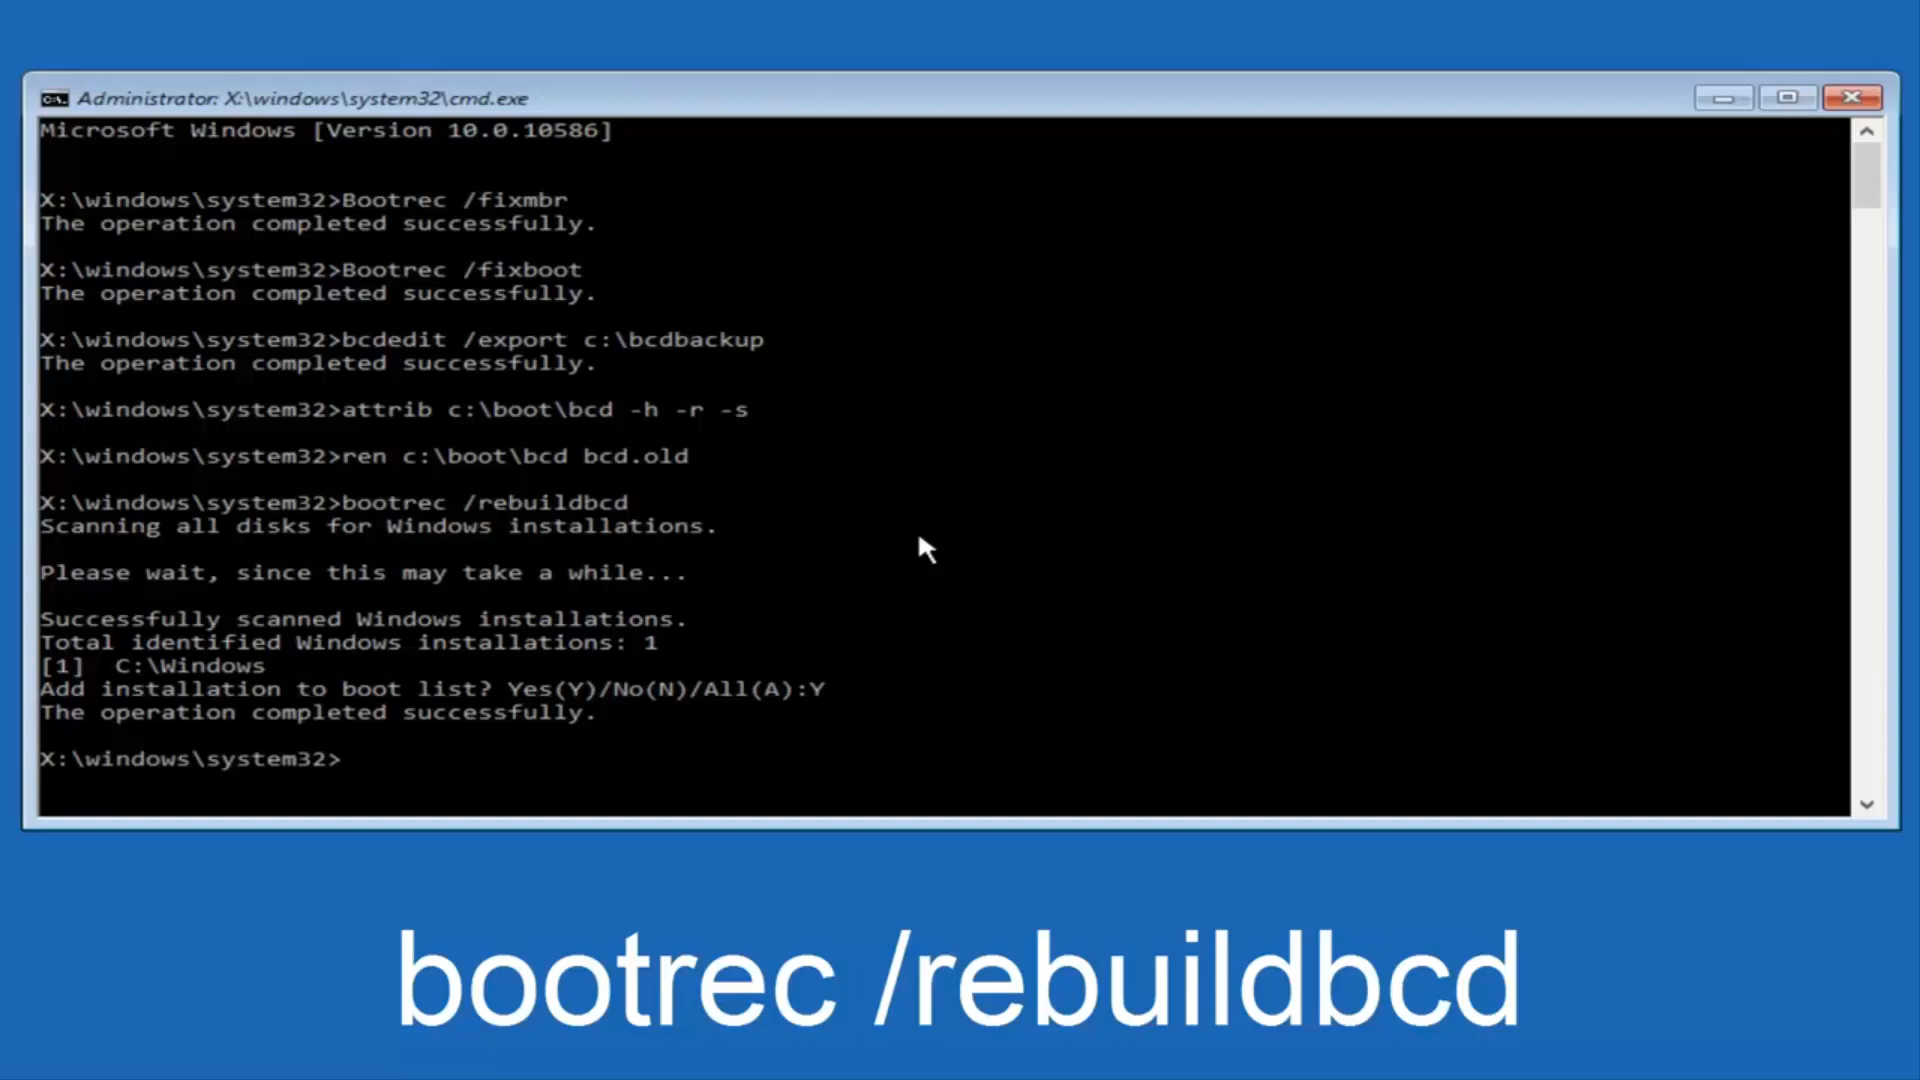 Administrator: X:\windows\system32\cmd.exe
Microsoft Windows [Version 10.0.10586]
X:\windows\system32>Bootrec /fixmbr
The operation completed successfully.
X:\windows\system32>Bootrec /fixboot
The operation completed successfully.
X:\windows\system32>bcdedit /export c:\bcdbackup
The operation completed successfully.
X:\windows\system32>attrib c:\boot\bcd -h -r -s
X:\windows\system32>ren c:\boot\bcd bcd.old
X:\windows\system32>bootrec /rebuildbcd
Scanning all disks for Windows installations.
Please wait, since this may take a while...
Successfully scanned Windows installations.
Total identified Windows installations: 1
[1]  C:\Windows
Add installation to boot list? Yes(Y)/No(N)/All(A):Y
The operation completed successfully.
X:\windows\system32>
bootrec /rebuildbcd